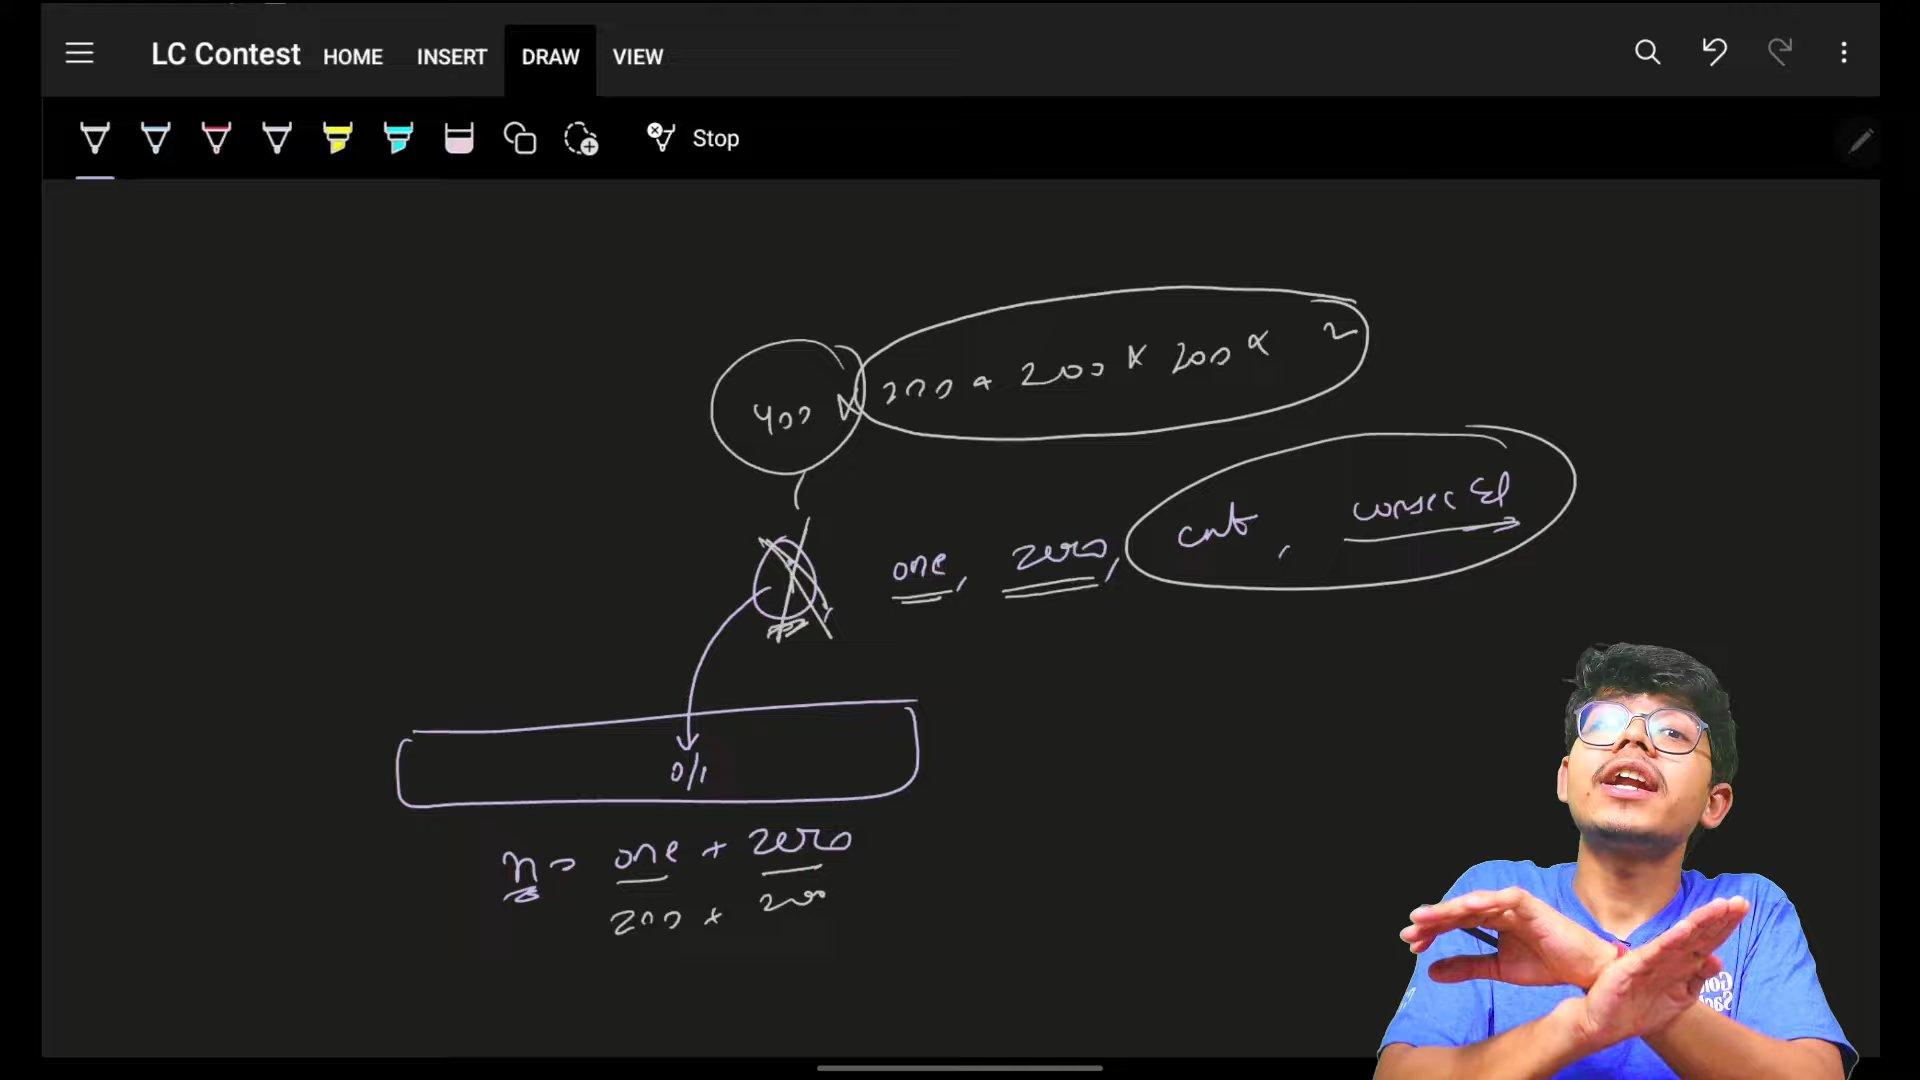 LC Contest HOME INSERT DRAW VIEW
Stop
400 × 200 × 200 × 200 × 2
one, zero, cnt, consec El
0/1
n = one + zero
200 + 200